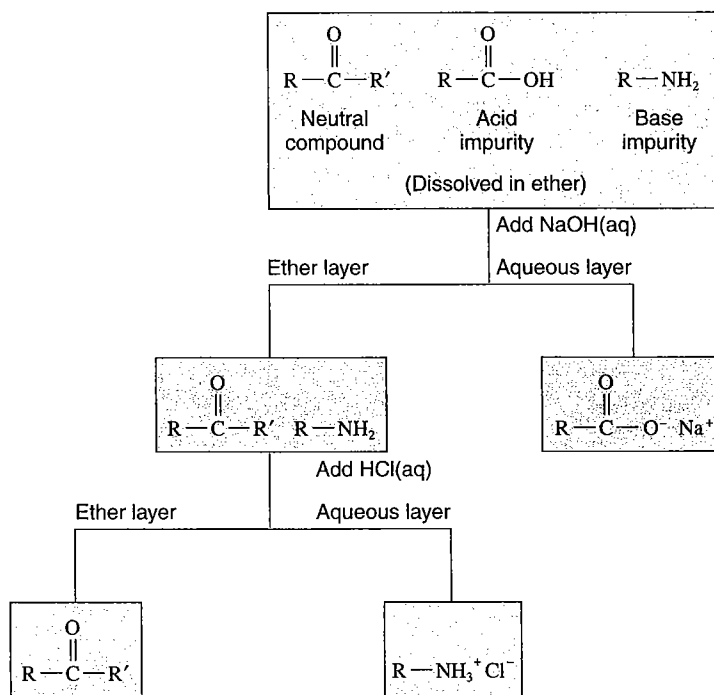 O O
R—C—R′ R—C—OH R—NH₂
Neutral Acid Base
compound impurity impurity
(Dissolved in ether)
Add NaOH(aq)
Ether layer Aqueous layer
O O
R—C—R′ R—NH₂ R—C—O⁻ Na⁺
Add HCl(aq)
Ether layer Aqueous layer
O
R—C—R′ R—NH₃⁺Cl⁻